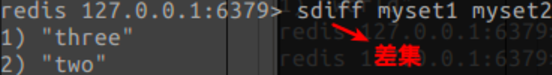 redis 127.0.0.1:6379> sdiff myset1 myset2
1) "three"
差集
2) "two"